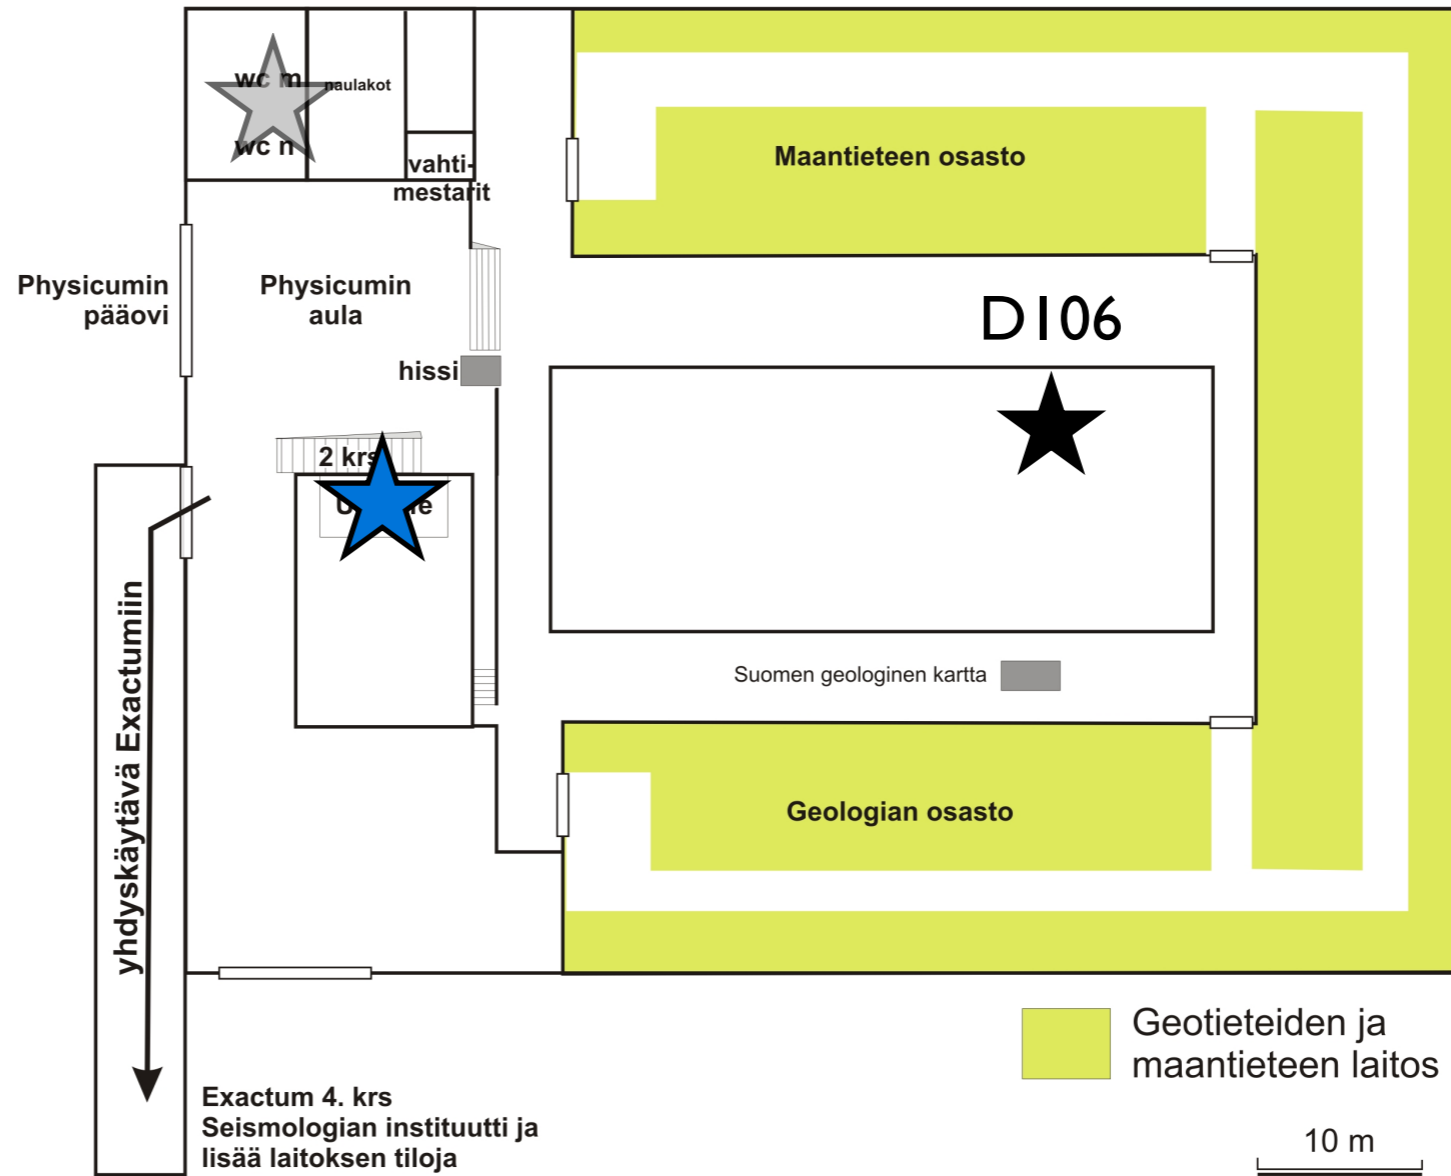 wc m
naulakot
wc n
vahti-
mestarit
Maantieteen osasto
Physicumin
pääovi
Physicumin
aula
D106
hissi
2 krs
yhdyskäytävä Exactumiin
Suomen geologinen kartta
Geologian osasto
Geotieteiden ja
maantieteen laitos
Exactum 4. krs
Seismologian instituutti ja
lisää laitoksen tiloja
10 m